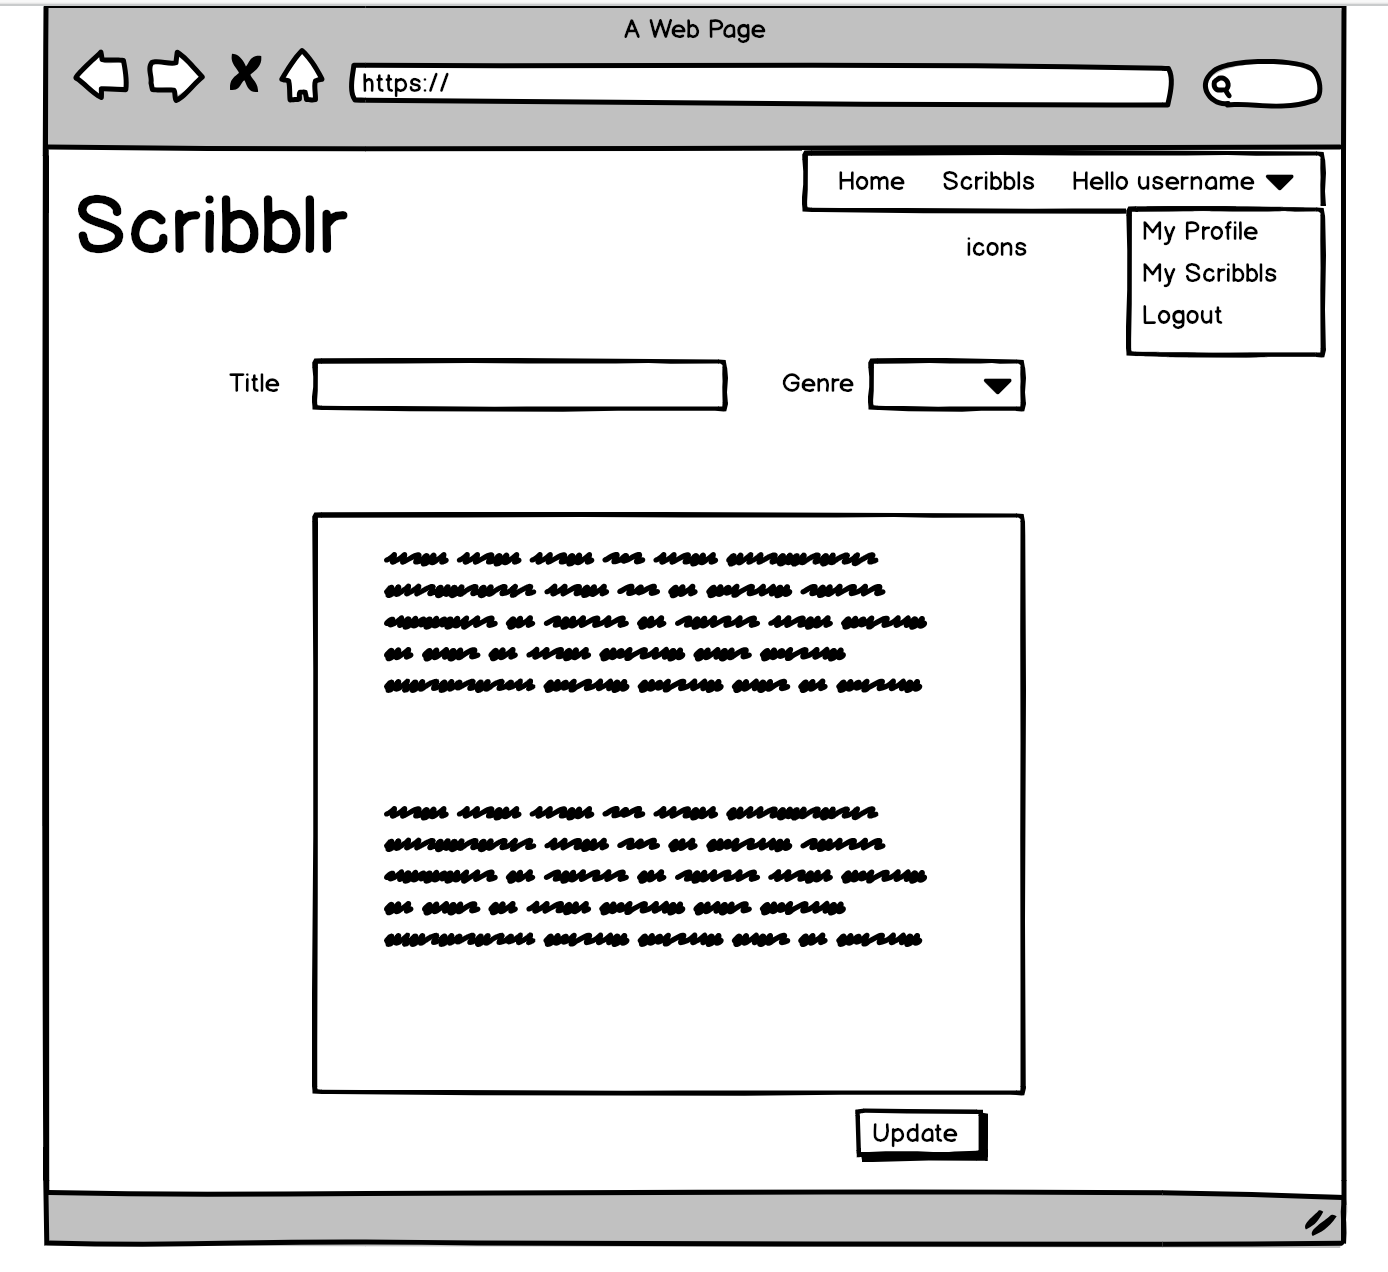 A Web Page
https://
Home Scribbls Hello username
Scribblr
My Profile
icons
My Scribbls
Logout
Title Genre
Update